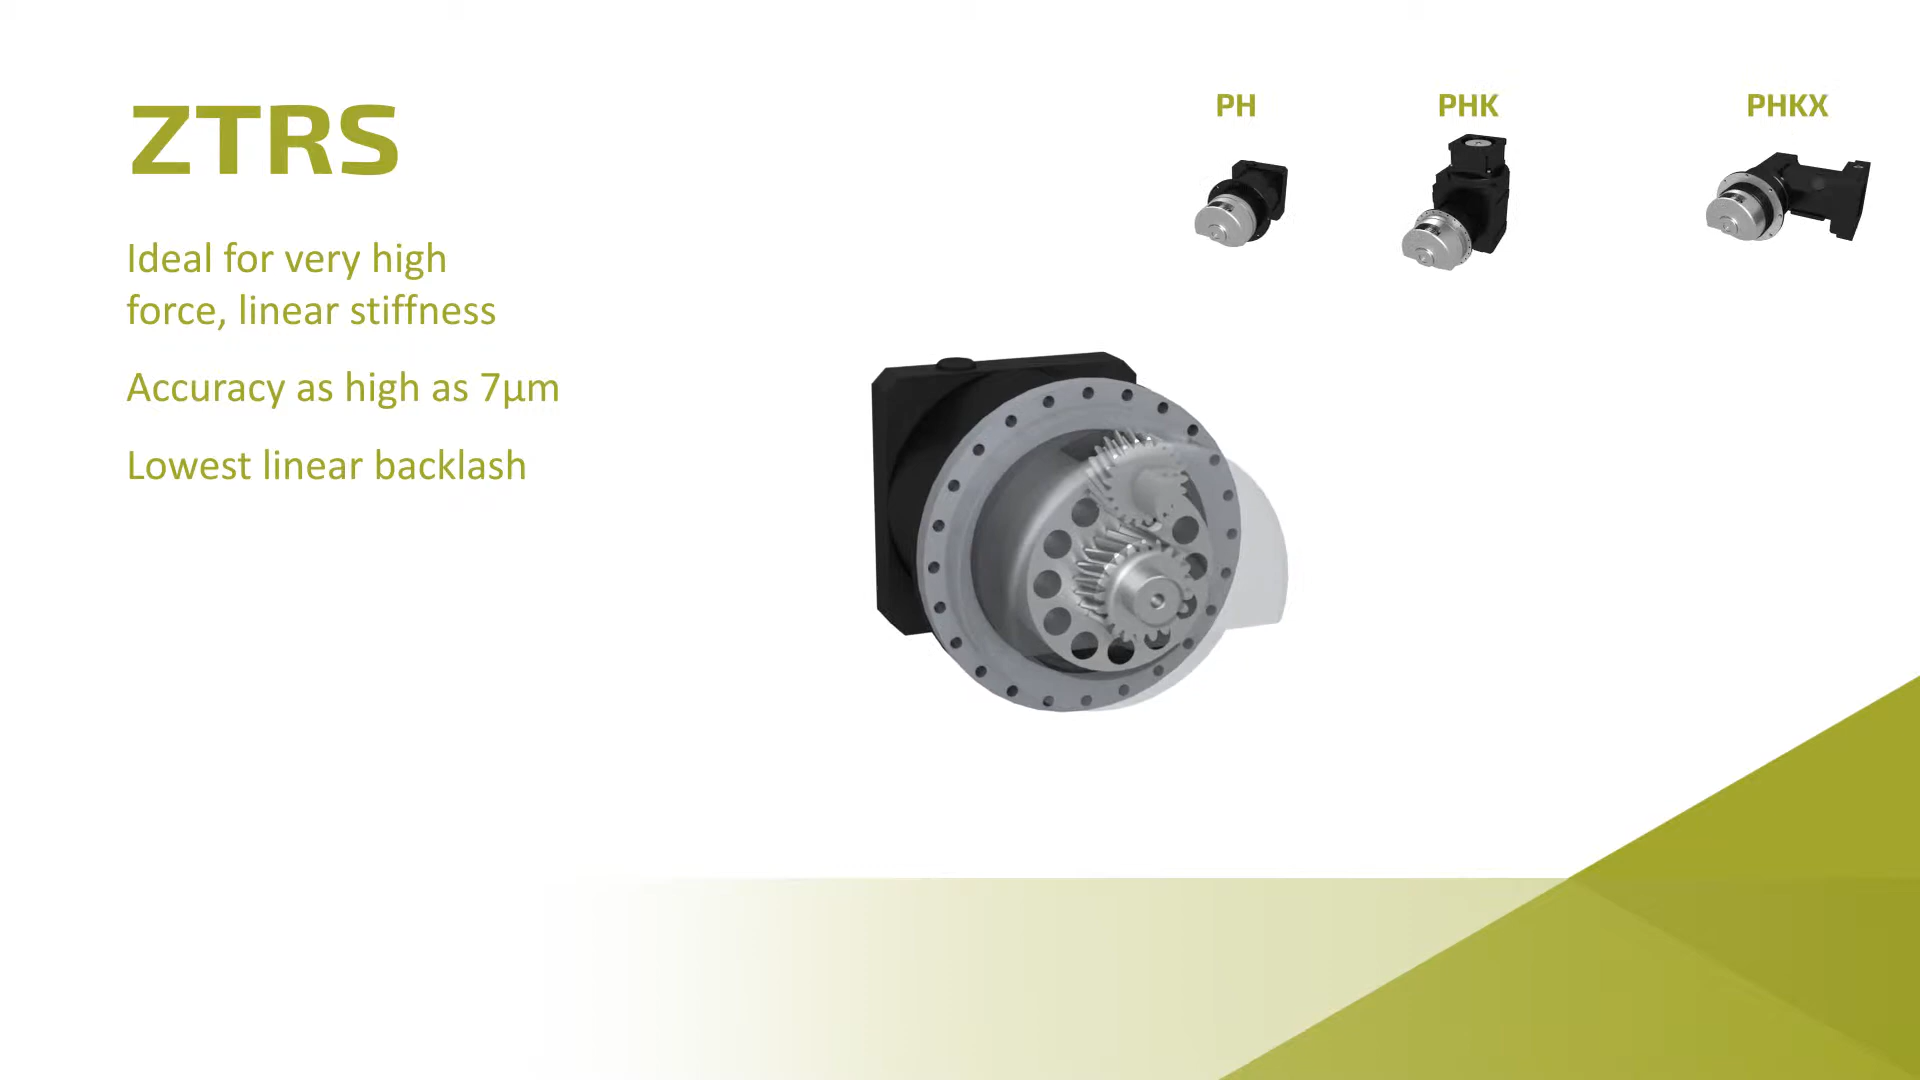 ZTRS
Ideal for very high
force, linear stiffness
Accuracy as high as 7µm
Lowest linear backlash
PH
PHK
PHKX